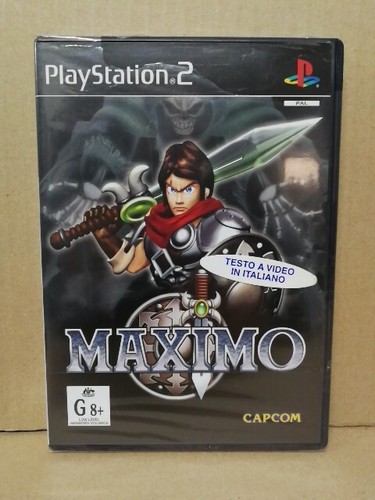 PlayStation.2
PAL
TESTO A VIDEO
IN ITALIANO
MAXIMO
G 8+
CAPCOM